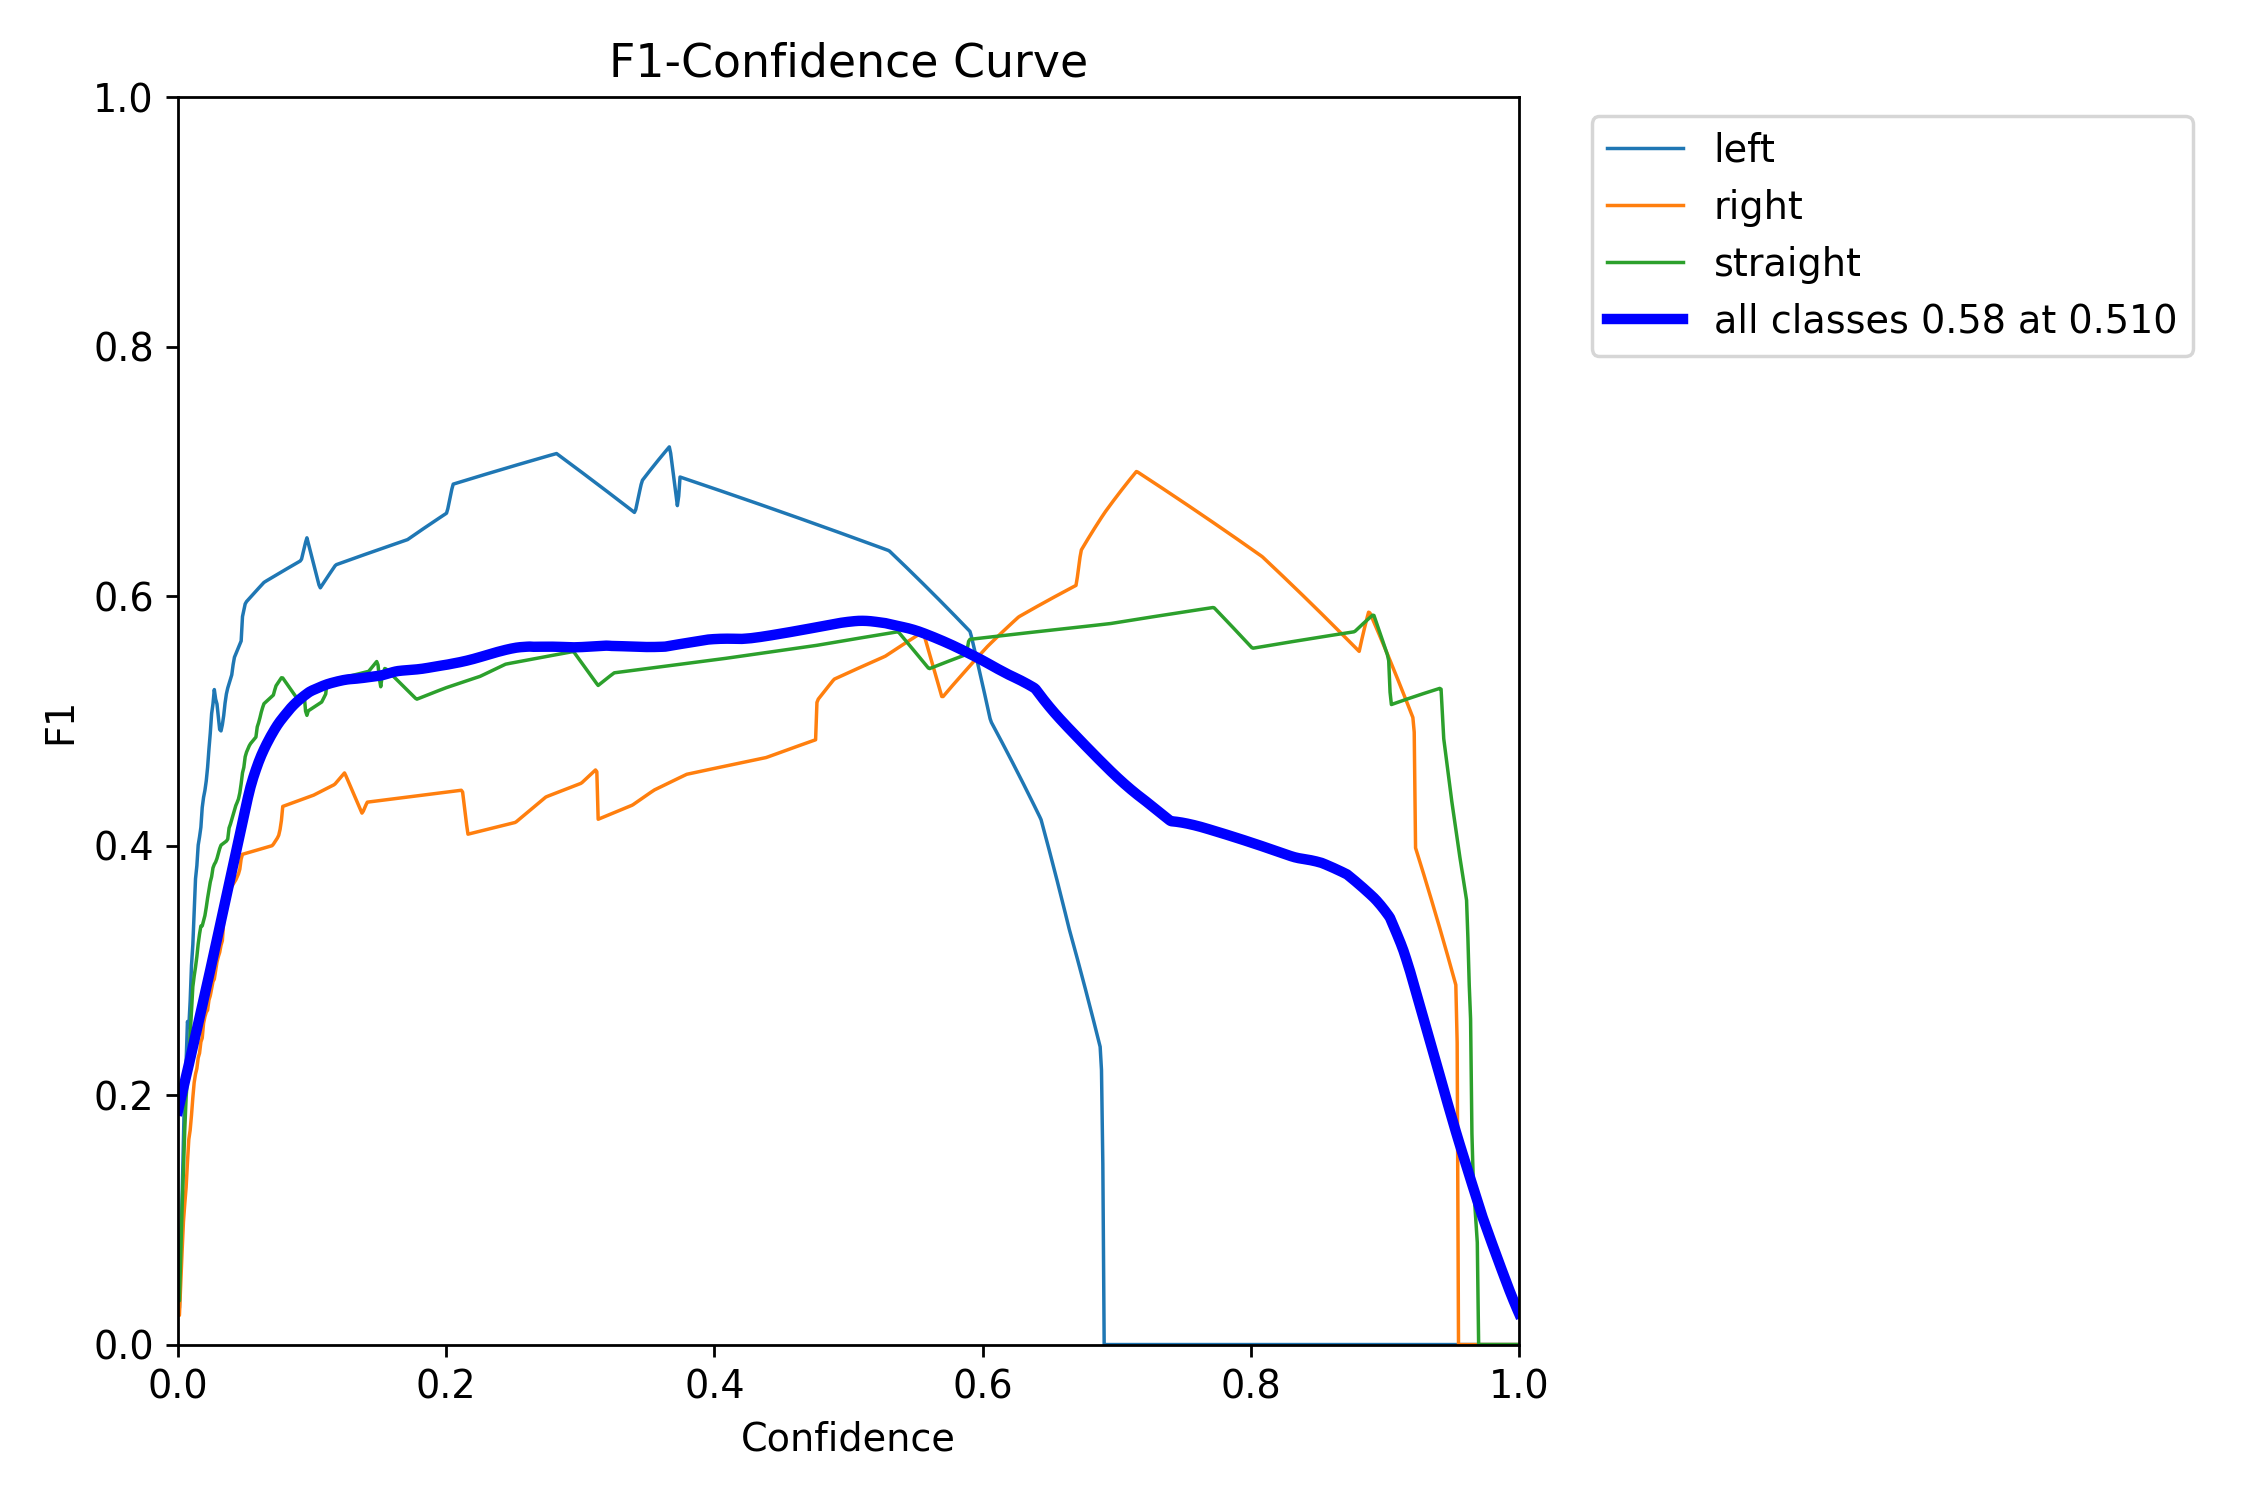 F1-Confidence Curve
1.0
0.8
0.6
0.4
0.2
0.0
F1
0.0 0.2 0.4 0.6 0.8 1.0
Confidence
left
right
straight
all classes 0.58 at 0.510